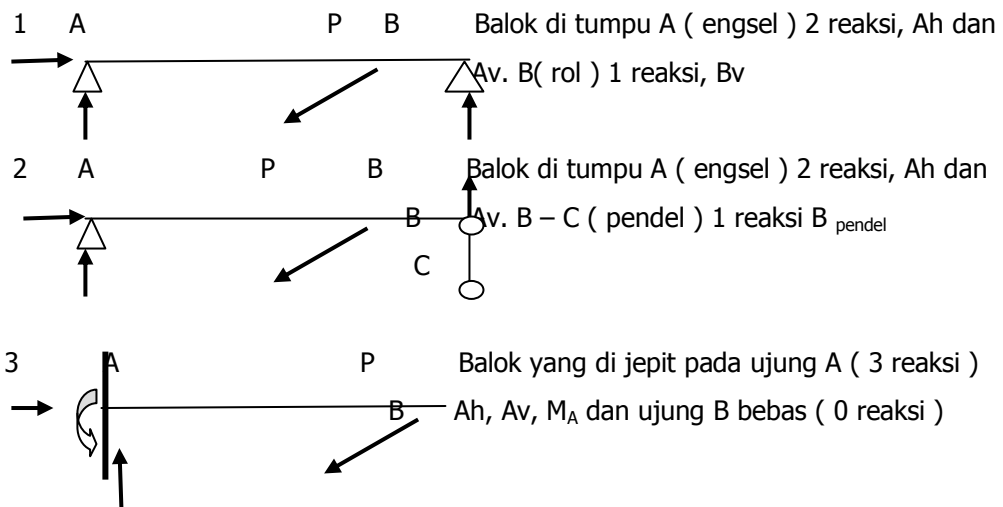 1 A P B Balok di tumpu A ( engsel ) 2 reaksi, Ah dan
Av. B( rol ) 1 reaksi, Bv
2 A P B Balok di tumpu A ( engsel ) 2 reaksi, Ah dan
B Av. B – C ( pendel ) 1 reaksi B pendel
C
3 A P Balok yang di jepit pada ujung A ( 3 reaksi )
B Ah, Av, MA dan ujung B bebas ( 0 reaksi )